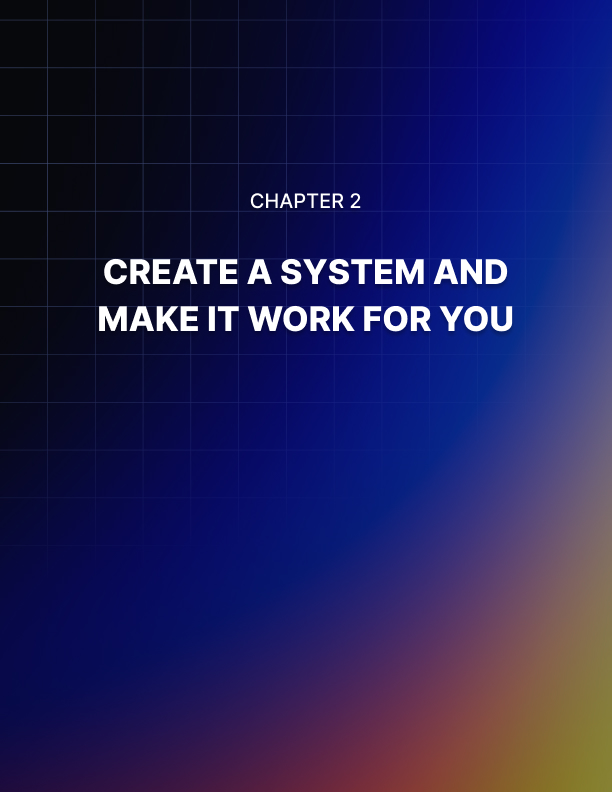 CHAPTER 2
CREATE A SYSTEM AND
MAKE IT WORK FOR YOU